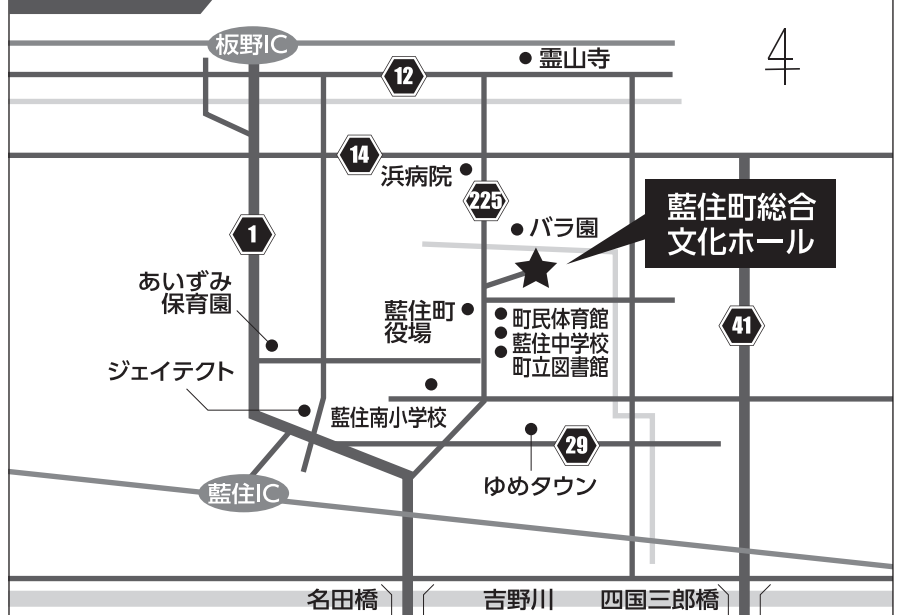 板野IC
霊山寺
12
14
浜病院
225
バラ園
藍住町総合
文化ホール
1
あいずみ
保育園
藍住町
役場
町民体育館
藍住中学校
町立図書館
41
ジェイテクト
藍住南小学校
29
ゆめタウン
藍住IC
名田橋
吉野川
四国三郎橋